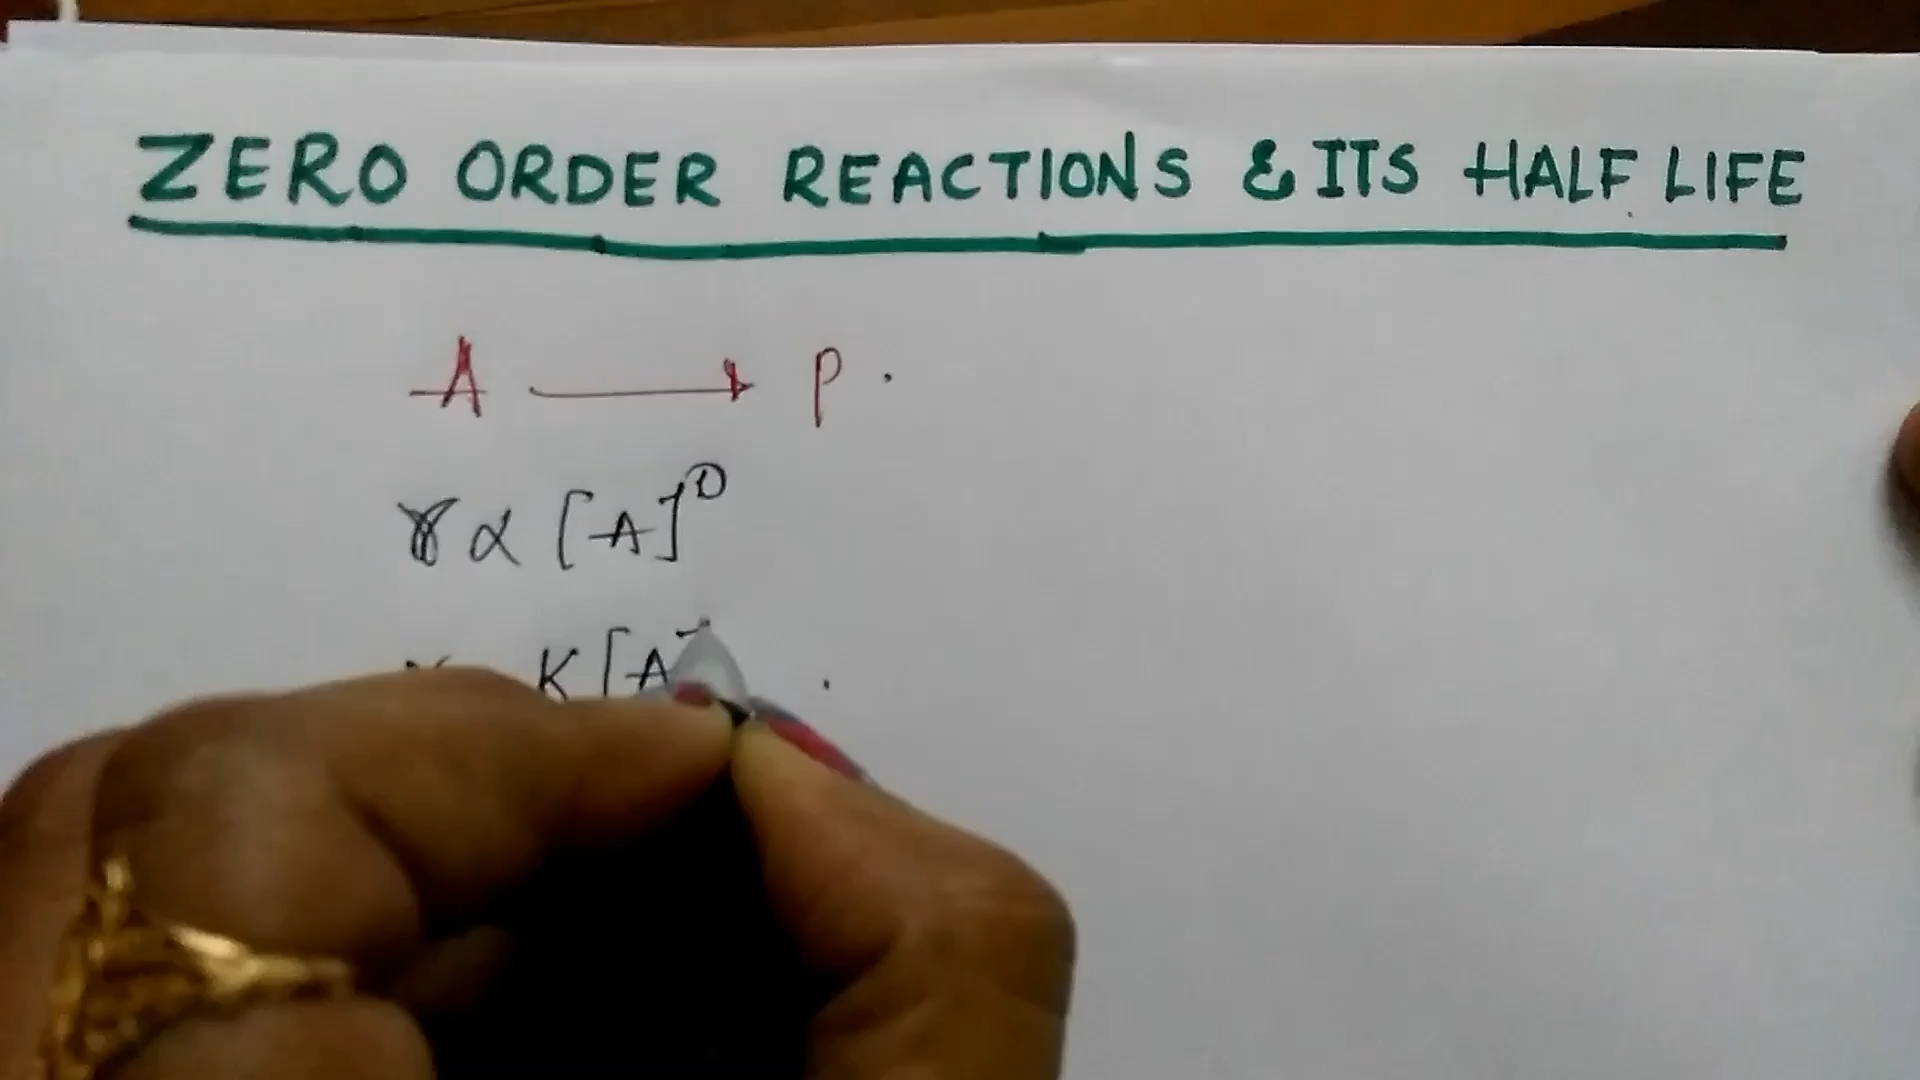 ZERO ORDER REACTIONS & ITS HALF LIFE
A → P.
r ∝ [A]⁰
K[A